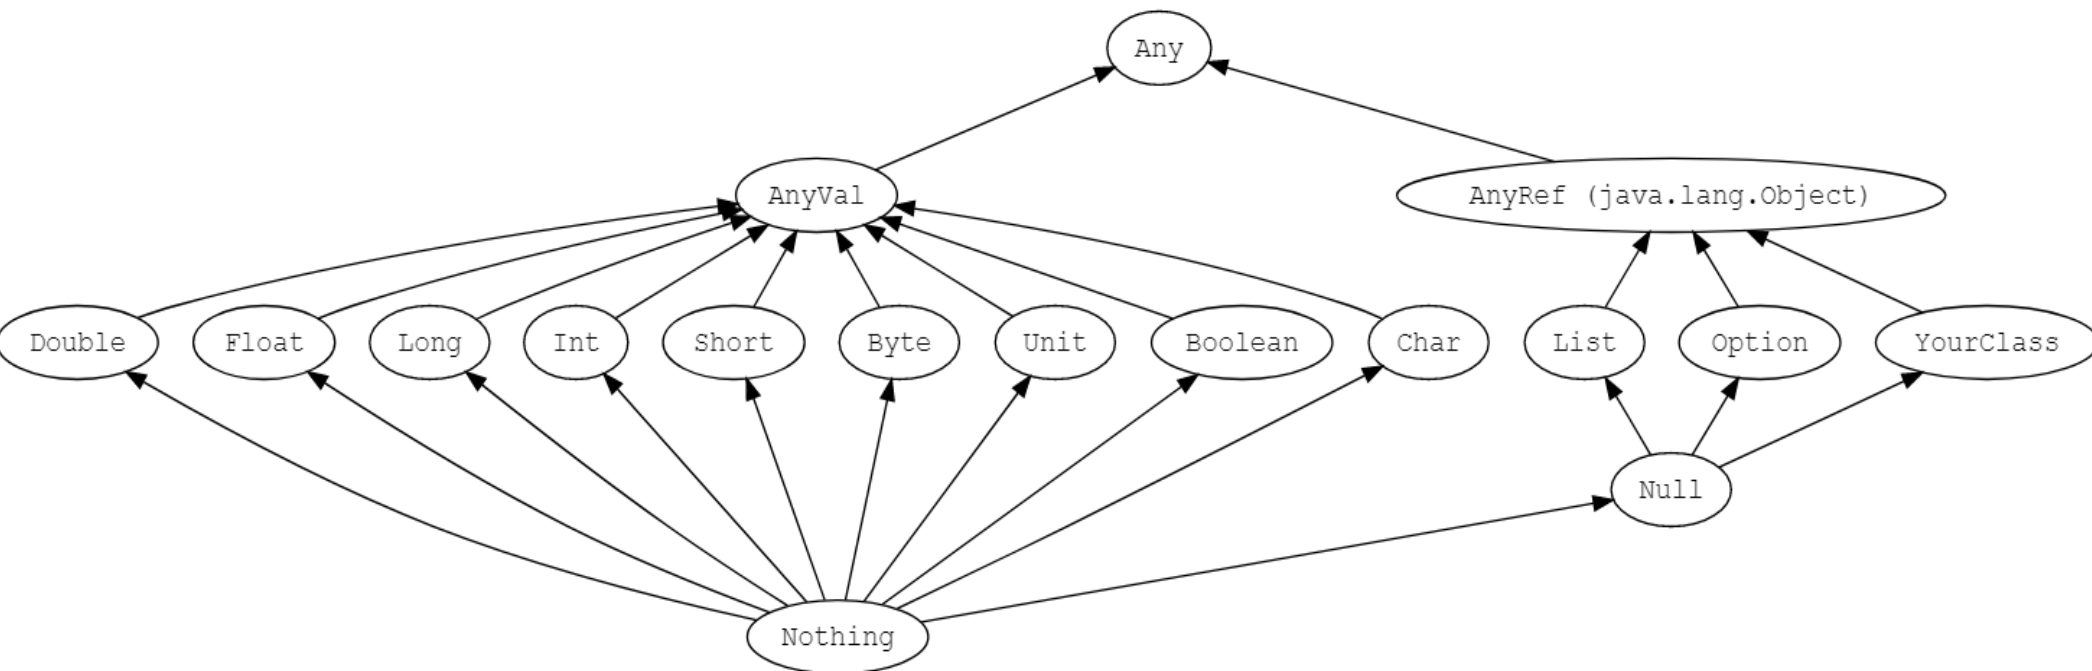 Any
AnyVal
AnyRef (java.lang.Object)
Double
Float
Long
Int
Short
Byte
Unit
Boolean
Char
List
Option
YourClass
Null
Nothing